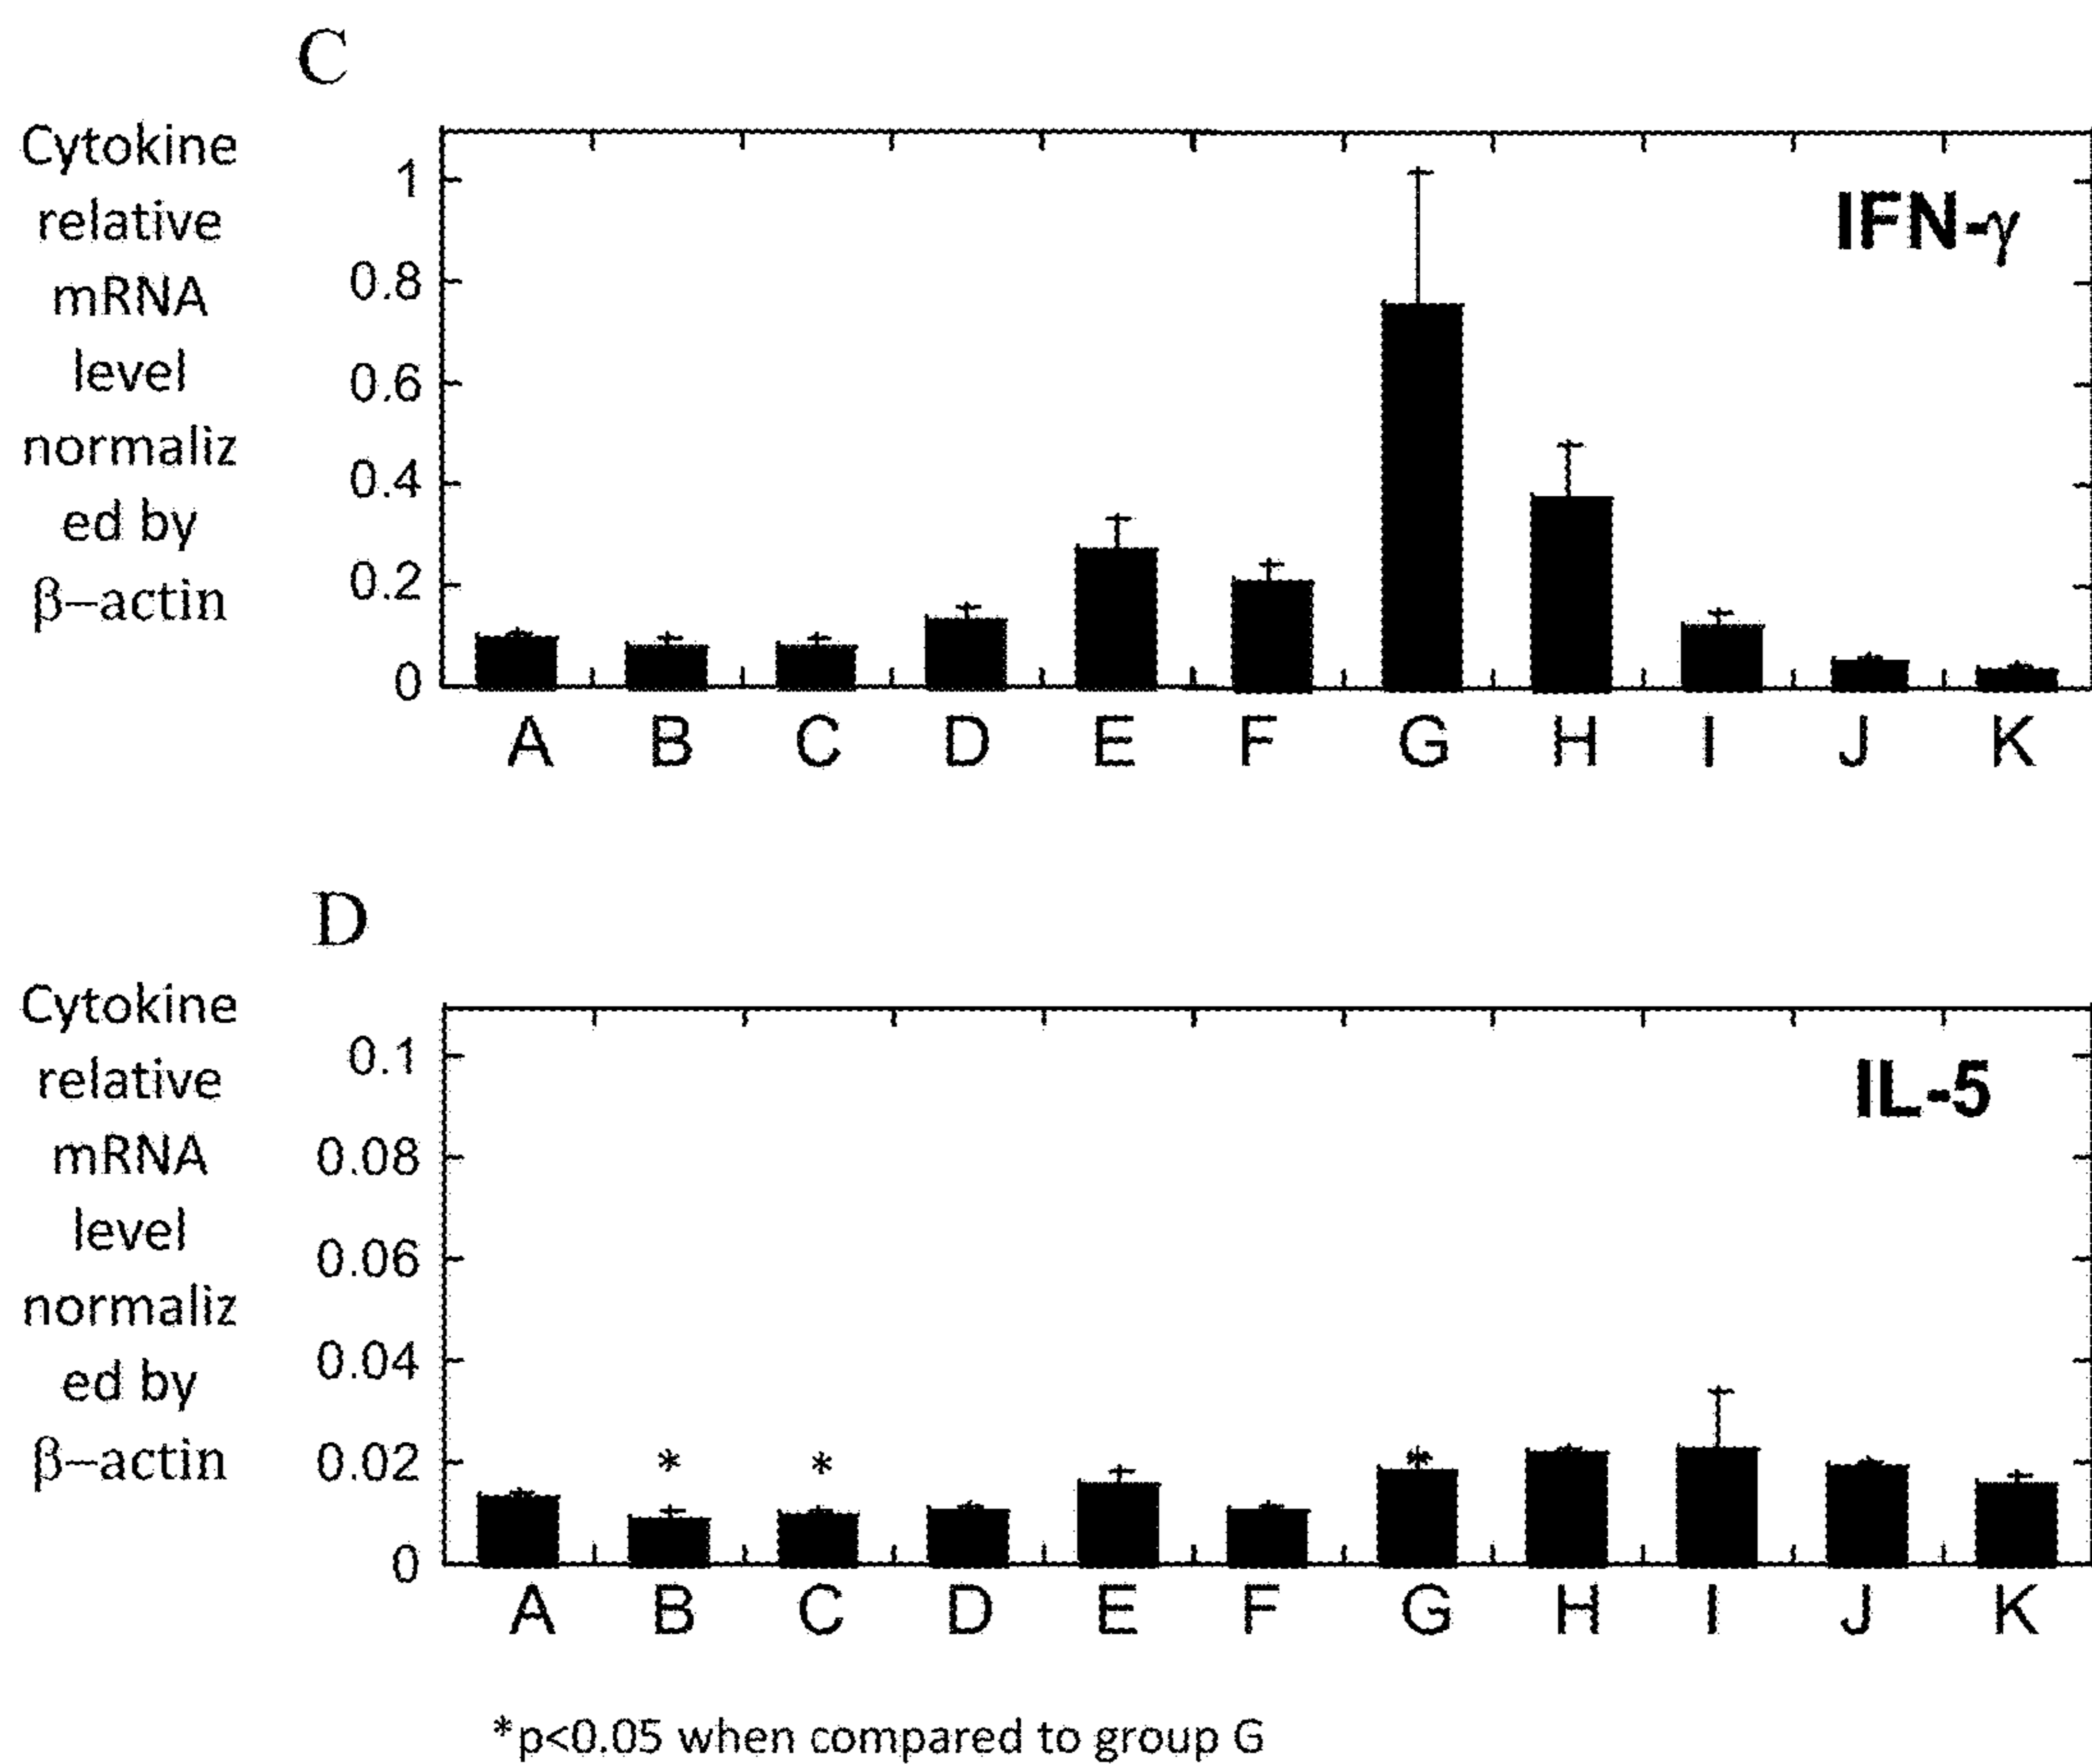 C
Cytokine
relative
mRNA
level
normaliz
ed by
β–actin
1
0.8
0.6
0.4
0.2
0
IFN-γ
A B C D E F G H I J K
D
Cytokine
relative
mRNA
level
normaliz
ed by
β–actin
0.1
0.08
0.06
0.04
0.02
0
IL-5
* * *
A B C D E F G H I J K
*p<0.05 when compared to group G